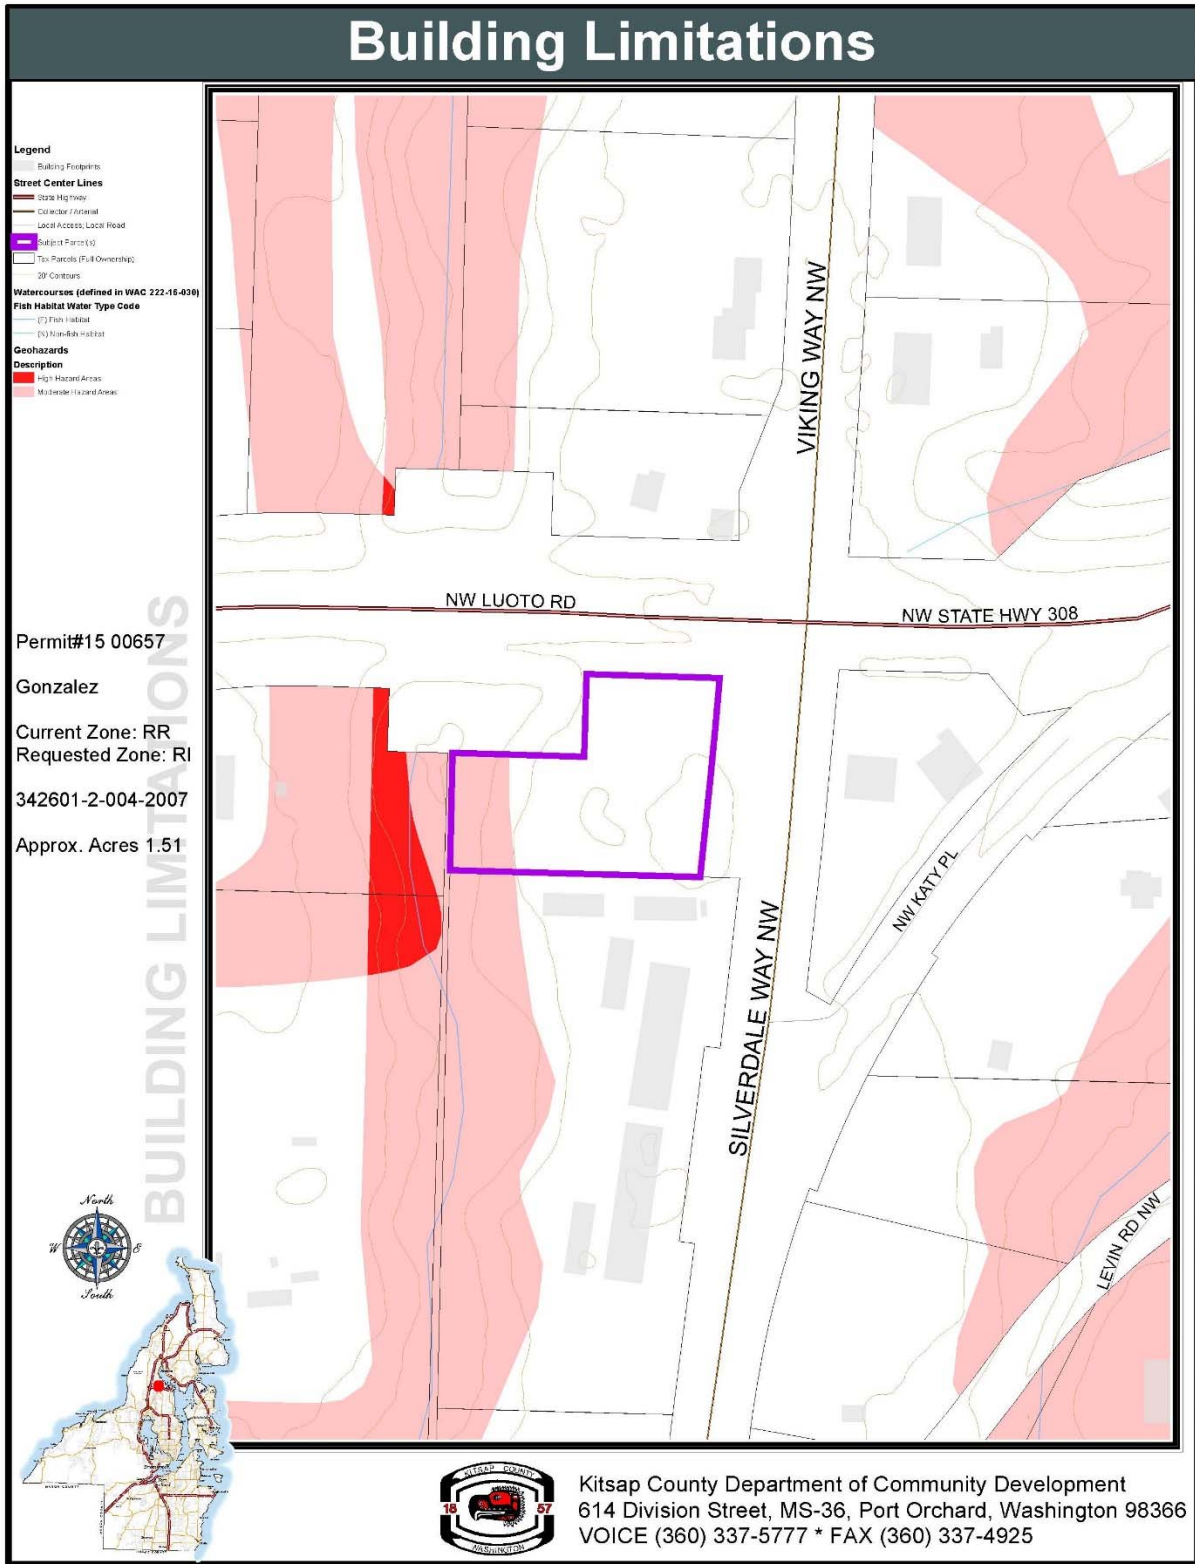 Building Limitations
Legend
Building Footprints
Street Center Lines
State Highway
Collector / Arterial
Local Access; Local Road
Subject Parcel(s)
Tax Parcels (Full Ownership)
20' Contours
Watercourses (defined in WAC 222-16-030)
Fish Habitat Water Type Code
(F) Fish Habitat
(N) Non-fish Habitat
Geohazards
Description
High Hazard Areas
Moderate Hazard Areas
BUILDING LIMITATIONS
Permit#15 00657
Gonzalez
Current Zone: RR
Requested Zone: RI
342601-2-004-2007
Approx. Acres 1.51
VIKING WAY NW
NW LUOTO RD
NW STATE HWY 308
NW KATY PL
SILVERDALE WAY NW
LEVIN RD NW
North
W
E
South
KITSAP COUNTY
18 57
WASHINGTON
Kitsap County Department of Community Development
614 Division Street, MS-36, Port Orchard, Washington 98366
VOICE (360) 337-5777 * FAX (360) 337-4925